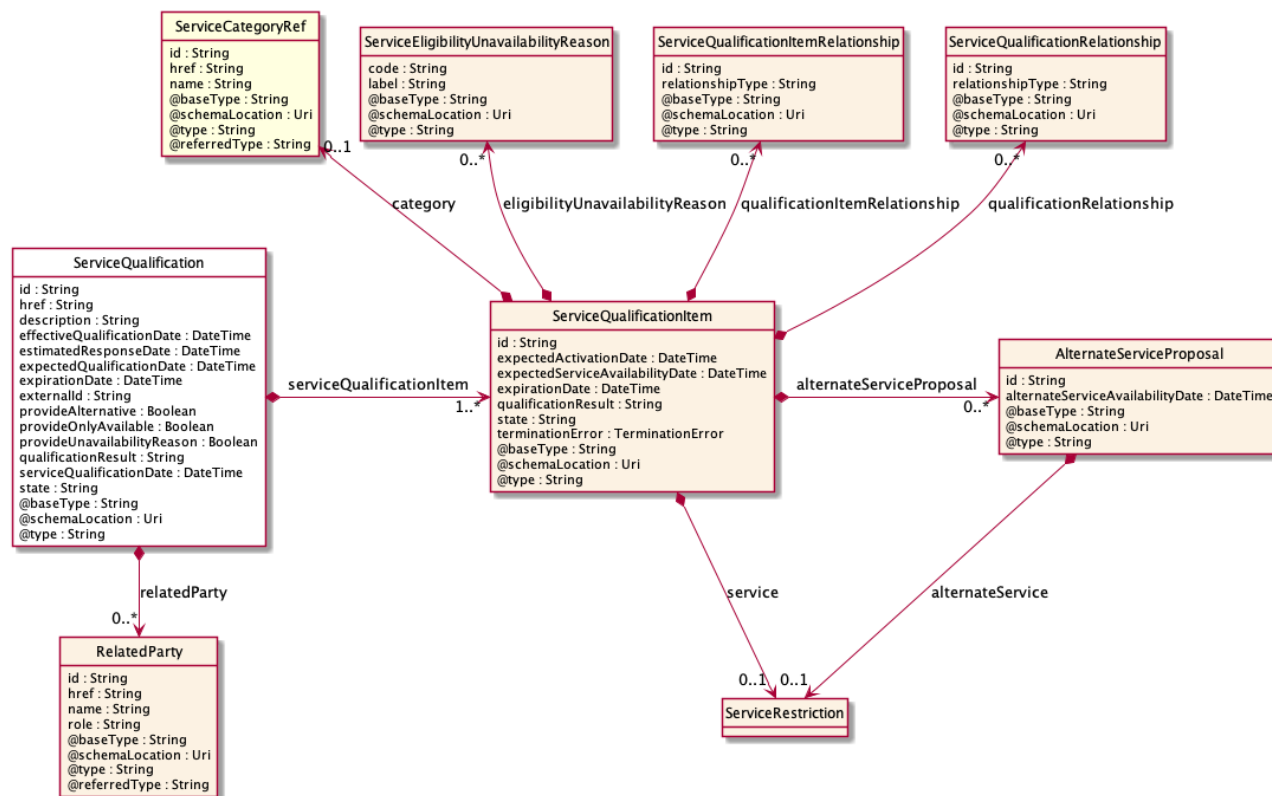 ServiceCategoryRef
id : String
href : String
name : String
@baseType : String
@schemaLocation : Uri
@type : String
@referredType : String
ServiceEligibilityUnavailabilityReason
code : String
label : String
@baseType : String
@schemaLocation : Uri
@type : String
ServiceQualificationItemRelationship
id : String
relationshipType : String
@baseType : String
@schemaLocation : Uri
@type : String
ServiceQualificationRelationship
id : String
relationshipType : String
@baseType : String
@schemaLocation : Uri
@type : String
0..1
0..*
0..*
0..*
category
eligibilityUnavailabilityReason
qualificationItemRelationship
qualificationRelationship
ServiceQualification
id : String
href : String
description : String
effectiveQualificationDate : DateTime
estimatedResponseDate : DateTime
expectedQualificationDate : DateTime
expirationDate : DateTime
externalId : String
provideAlternative : Boolean
provideOnlyAvailable : Boolean
provideUnavailabilityReason : Boolean
qualificationResult : String
serviceQualificationDate : DateTime
state : String
@baseType : String
@schemaLocation : Uri
@type : String
serviceQualificationItem
1..*
ServiceQualificationItem
id : String
expectedActivationDate : DateTime
expectedServiceAvailabilityDate : DateTime
expirationDate : DateTime
qualificationResult : String
state : String
terminationError : TerminationError
@baseType : String
@schemaLocation : Uri
@type : String
alternateServiceProposal
0..*
AlternateServiceProposal
id : String
alternateServiceAvailabilityDate : DateTime
@baseType : String
@schemaLocation : Uri
@type : String
relatedParty
0..*
service
alternateService
0..1
0..1
RelatedParty
id : String
href : String
name : String
role : String
@baseType : String
@schemaLocation : Uri
@type : String
@referredType : String
ServiceRestriction